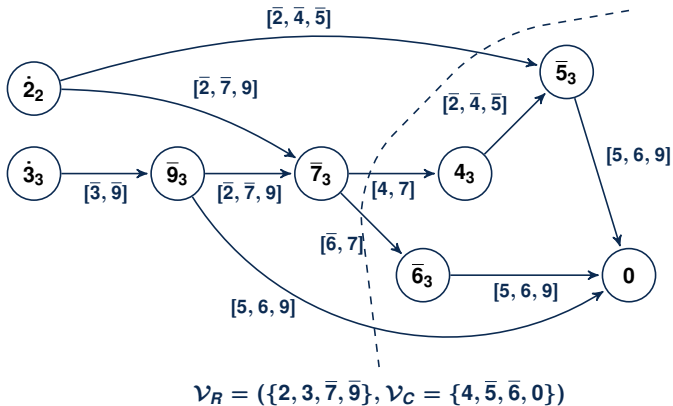 [2̅, 4̅, 5̅]
5̅₃
2̇₂
[2̅, 7̅, 9]
[2̅, 4̅, 5̅]
[5, 6, 9]
3̇₃
9̅₃
7̅₃
4₃
[3̅, 9̅]
[2̅, 7̅, 9]
[4, 7]
[6̅, 7]
6̅₃
0
[5, 6, 9]
[5, 6, 9]
𝒱_R = ({2, 3, 7̅, 9̅}, 𝒱_C = {4, 5̅, 6̅, 0})